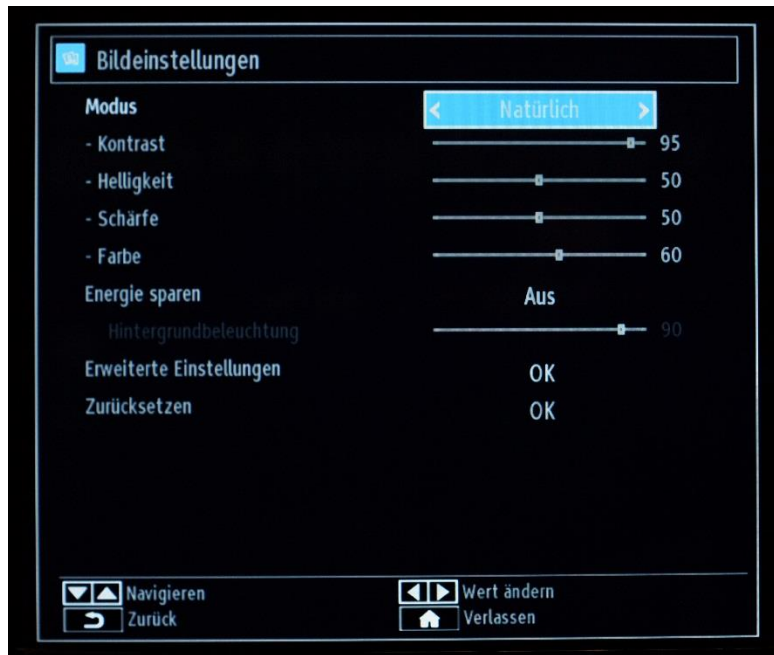 Bildeinstellungen
Modus < Natürlich >
- Kontrast 95
- Helligkeit 50
- Schärfe 50
- Farbe 60
Energie sparen Aus
Hintergrundbeleuchtung 90
Erweiterte Einstellungen OK
Zurücksetzen OK
Navigieren Wert ändern
Zurück Verlassen